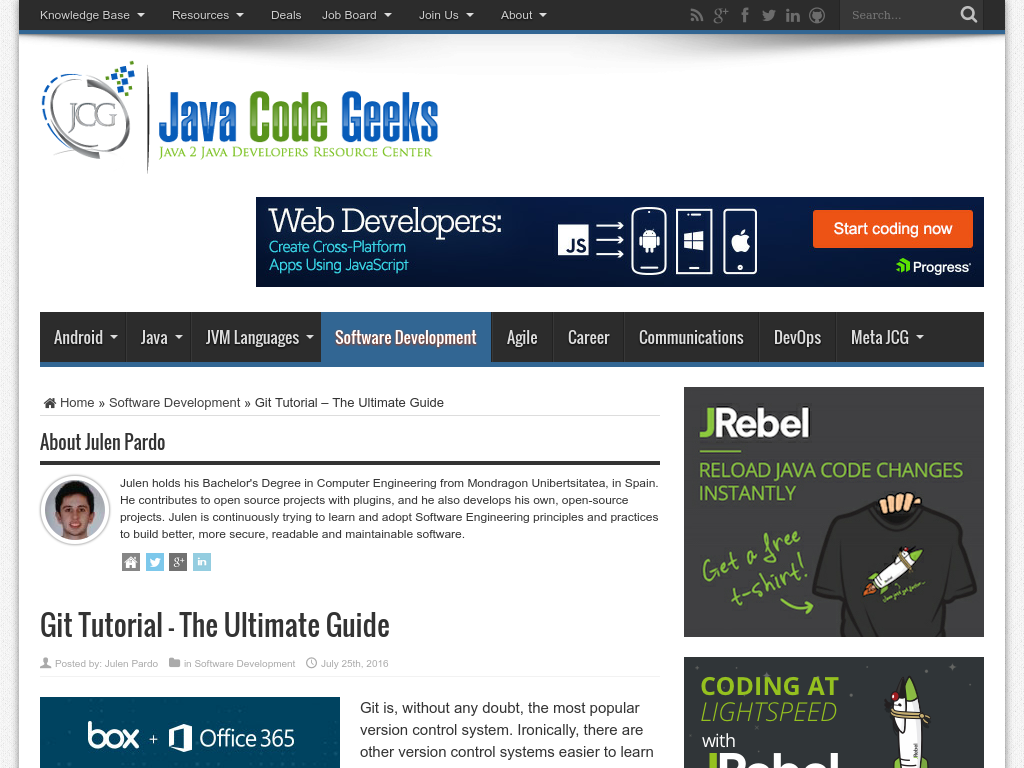 Knowledge Base Resources Deals Job Board Join Us About Search...
JCG
Java Code Geeks
Java 2 Java Developers Resource Center
Web Developers:
Create Cross-Platform
Apps Using JavaScript
JS
Start coding now
Progress
Android Java JVM Languages Software Development Agile Career Communications DevOps Meta JCG
Home » Software Development » Git Tutorial – The Ultimate Guide
About Julen Pardo
Julen holds his Bachelor's Degree in Computer Engineering from Mondragon Unibertsitatea, in Spain.
He contributes to open source projects with plugins, and he also develops his own, open-source
projects. Julen is continuously trying to learn and adopt Software Engineering principles and practices
to build better, more secure, readable and maintainable software.
Git Tutorial - The Ultimate Guide
Posted by: Julen Pardo in Software Development July 25th, 2016
box + Office 365
Git is, without any doubt, the most popular
version control system. Ironically, there are
other version control systems easier to learn
JRebel
RELOAD JAVA CODE CHANGES
INSTANTLY
Get a free
t-shirt!
CODING AT
LIGHTSPEED
with
JRebel